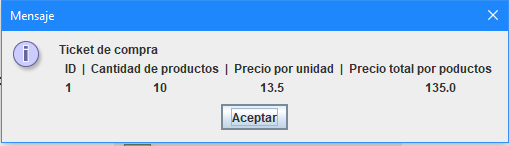 Mensaje
Ticket de compra
ID | Cantidad de productos | Precio por unidad | Precio total por poductos
1 10 13.5 135.0
Aceptar